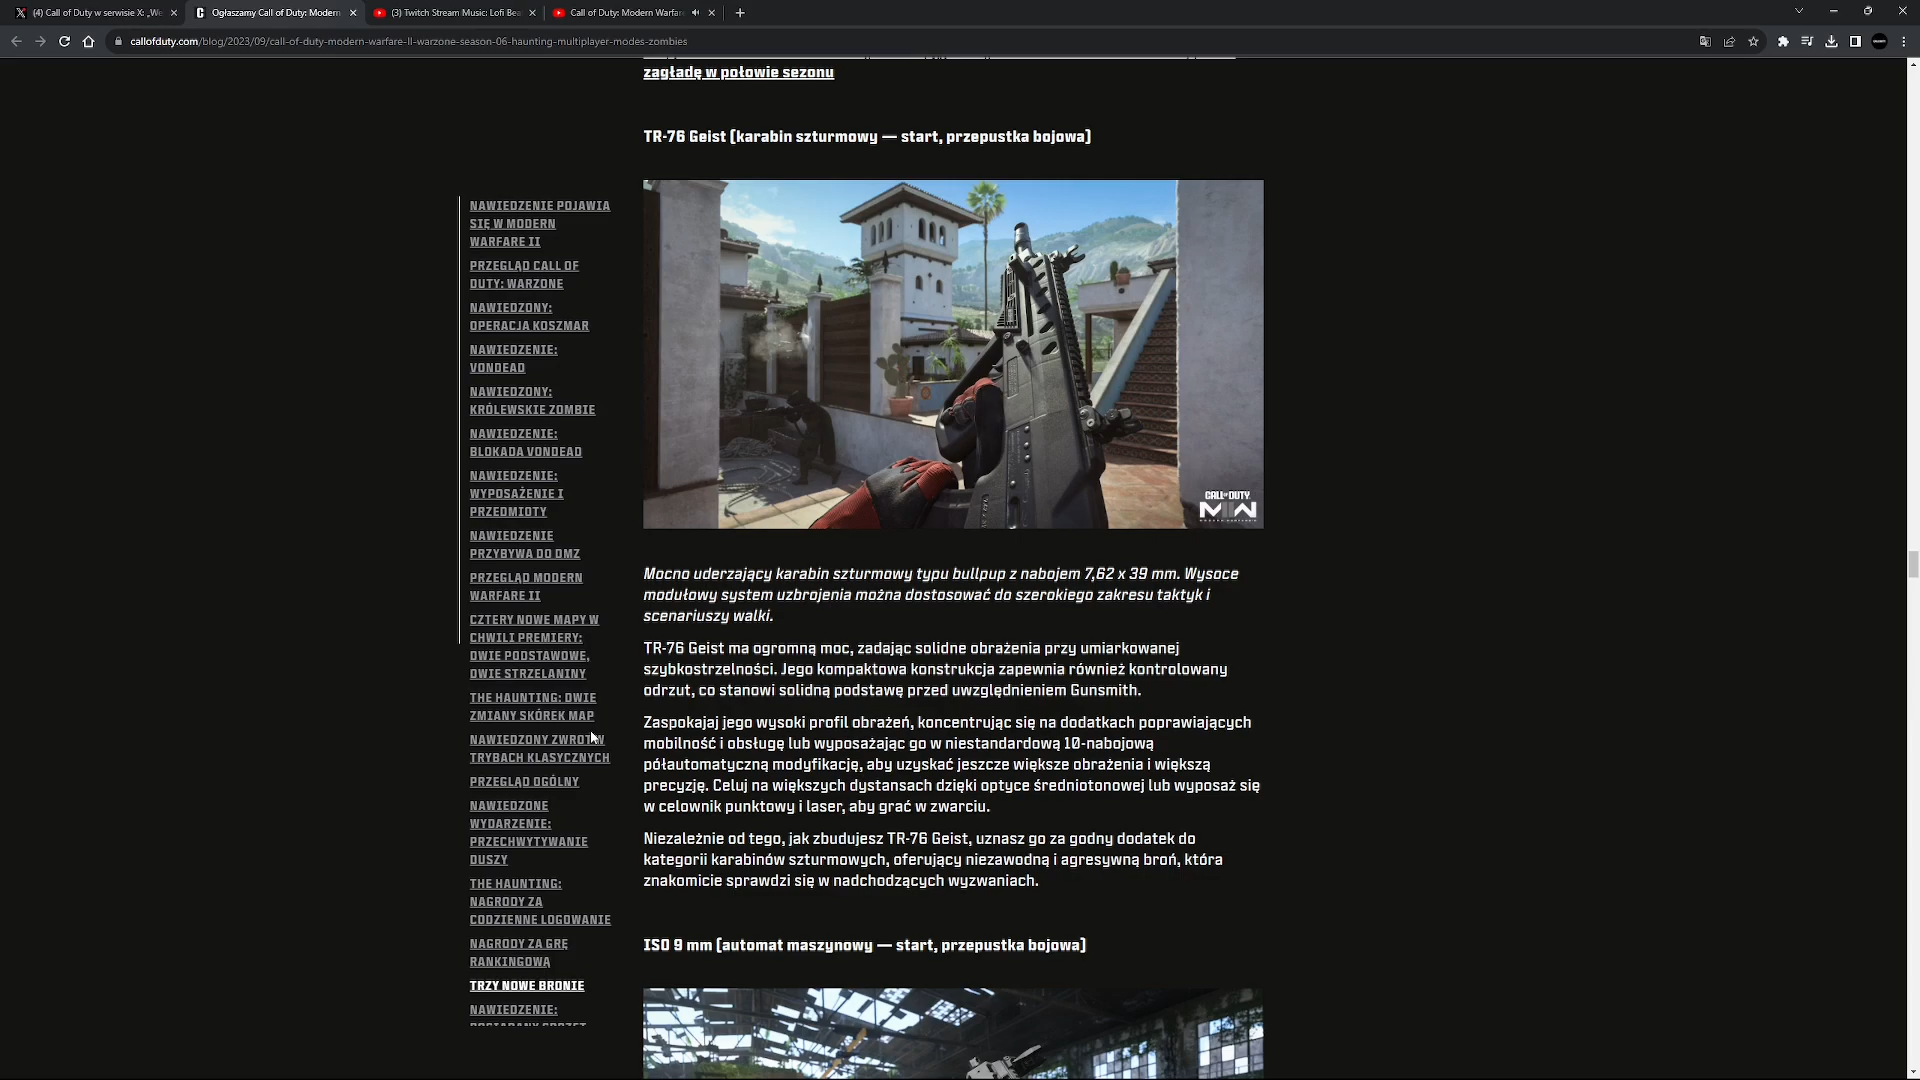 (4) Call of Duty w serwisie X: „We
Ogłaszamy Call of Duty: Modern
(3) Twitch Stream Music: Lofi Bea
Call of Duty: Modern Warfar
callofduty.com/blog/2023/09/call-of-duty-modern-warfare-II-warzone-season-06-haunting-multiplayer-modes-zombies
zagładę w połowie sezonu
TR-76 Geist (karabin szturmowy — start, przepustka bojowa)
NAWIEDZENIE POJAWIA
SIĘ W MODERN
WARFARE II
PRZEGLĄD CALL OF
DUTY: WARZONE
NAWIEDZONY:
OPERACJA KOSZMAR
NAWIEDZENIE:
VONDEAD
NAWIEDZONY:
KRÓLEWSKIE ZOMBIE
NAWIEDZENIE:
BLOKADA VONDEAD
NAWIEDZENIE:
WYPOSAŻENIE I
PRZEDMIOTY
NAWIEDZENIE
PRZYBYWA DO DMZ
PRZEGLĄD MODERN
WARFARE II
CZTERY NOWE MAPY W
CHWILI PREMIERY:
DWIE PODSTAWOWE,
DWIE STRZELANINY
THE HAUNTING: DWIE
ZMIANY SKÓREK MAP
NAWIEDZONY ZWROT W
TRYBACH KLASYCZNYCH
PRZEGLĄD OGÓLNY
NAWIEDZONE
WYDARZENIE:
PRZECHWYTYWANIE
DUSZY
THE HAUNTING:
NAGRODY ZA
CODZIENNE LOGOWANIE
NAGRODY ZA GRĘ
RANKINGOWĄ
TRZY NOWE BRONIE
NAWIEDZENIE:
CALL OF DUTY
MWII
MODERN WARFARE II
Mocno uderzający karabin szturmowy typu bullpup z nabojem 7,62 x 39 mm. Wysoce
modułowy system uzbrojenia można dostosować do szerokiego zakresu taktyk i
scenariuszy walki.
TR-76 Geist ma ogromną moc, zadając solidne obrażenia przy umiarkowanej
szybkostrzelności. Jego kompaktowa konstrukcja zapewnia również kontrolowany
odrzut, co stanowi solidną podstawę przed uwzględnieniem Gunsmith.
Zaspokajaj jego wysoki profil obrażeń, koncentrując się na dodatkach poprawiających
mobilność i obsługę lub wyposażając go w niestandardową 10-nabojową
półautomatyczną modyfikację, aby uzyskać jeszcze większe obrażenia i większą
precyzję. Celuj na większych dystansach dzięki optyce średniotonowej lub wyposaż się
w celownik punktowy i laser, aby grać w zwarciu.
Niezależnie od tego, jak zbudujesz TR-76 Geist, uznasz go za godny dodatek do
kategorii karabinów szturmowych, oferujący niezawodną i agresywną broń, która
znakomicie sprawdzi się w nadchodzących wyzwaniach.
ISO 9 mm (automat maszynowy — start, przepustka bojowa)